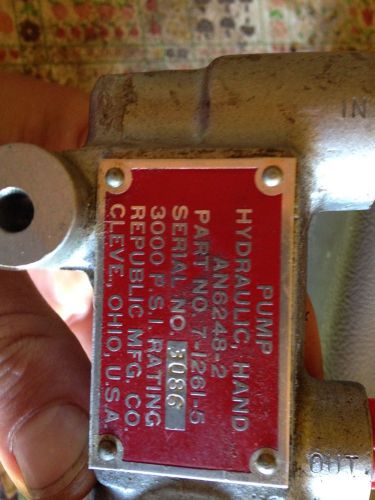 IN
PUMP
HYDRAULIC, HAND
AN6248-2
PART NO. 7-1261-5
SERIAL NO. 3086
3000 P.S.I. RATING
REPUBLIC MFG. CO
CLEVE, OHIO, U.S.A
OUT.